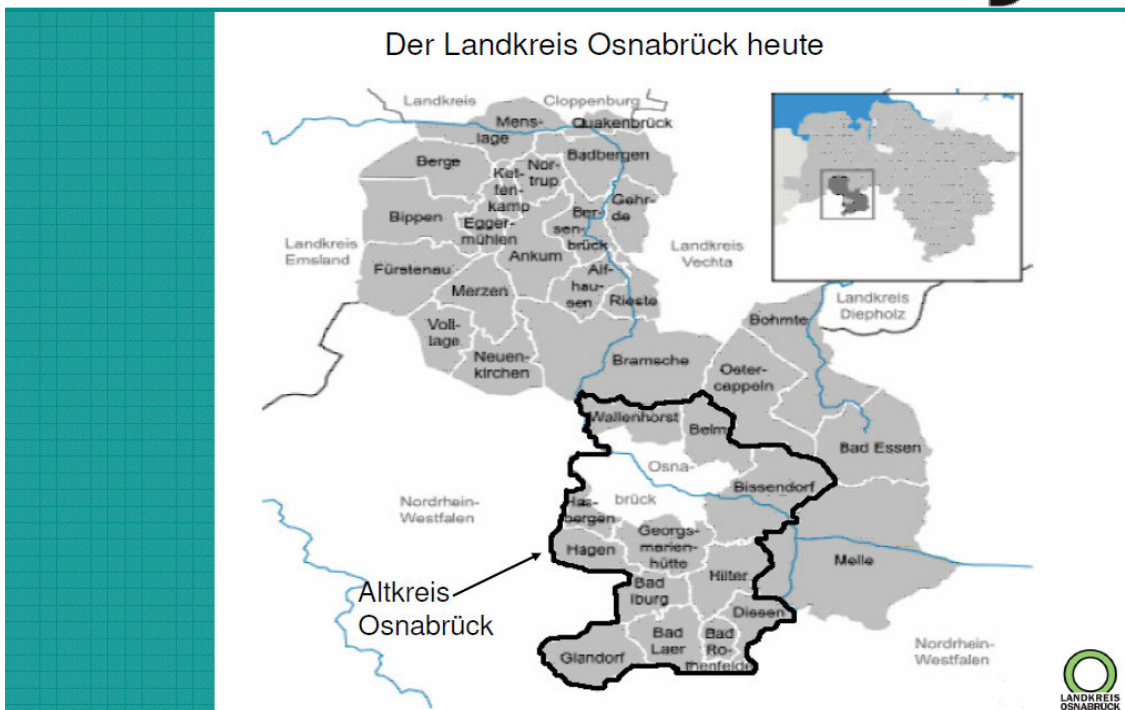 Der Landkreis Osnabrück heute
Landkreis
Cloppenburg
Mens-
lage
Quakenbrück
Berge
Nor-
trup
Badbergen
Ket-
ten-
kamp
Bippen
Gehr-
de
Ber-
sen-
brück
Egger-
mühlen
Landkreis
Emsland
Ankum
Landkreis
Vechta
Fürstenau
Merzen
Alf-
hau-
sen
Rieste
Landkreis
Diepholz
Bohmte
Volt-
lage
Neuen-
kirchen
Bramsche
Oster-
cappeln
Wallenhorst
Belm
Bad Essen
Osna-
brück
Bissendorf
Nordrhein-
Westfalen
Has-
bergen
Georgs-
marien-
hütte
Hagen
Melle
Hilter
Bad
Iburg
Altkreis
Osnabrück
Dissen
Bad
Laer
Bad
Ro-
thenfelde
Glandorf
Nordrhein-
Westfalen
LANDKREIS
OSNABRÜCK